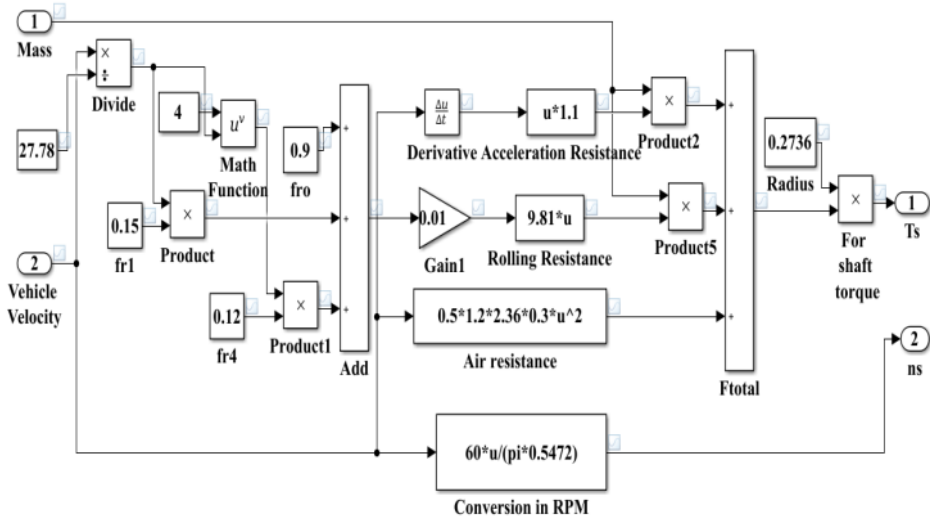 1
Mass
×
÷
Divide
27.78
4
u^v
Math
Function
0.9
fro
0.15
fr1
×
Product
2
Vehicle
Velocity
0.12
fr4
×
Product1
+
+
+
Add
Δu
Δt
u*1.1
Derivative Acceleration Resistance
×
Product2
0.01
Gain1
9.81*u
Rolling Resistance
×
Product5
0.5*1.2*2.36*0.3*u^2
Air resistance
+
+
+
Ftotal
0.2736
Radius
×
For
shaft
torque
1
Ts
2
ns
60*u/(pi*0.5472)
Conversion in RPM